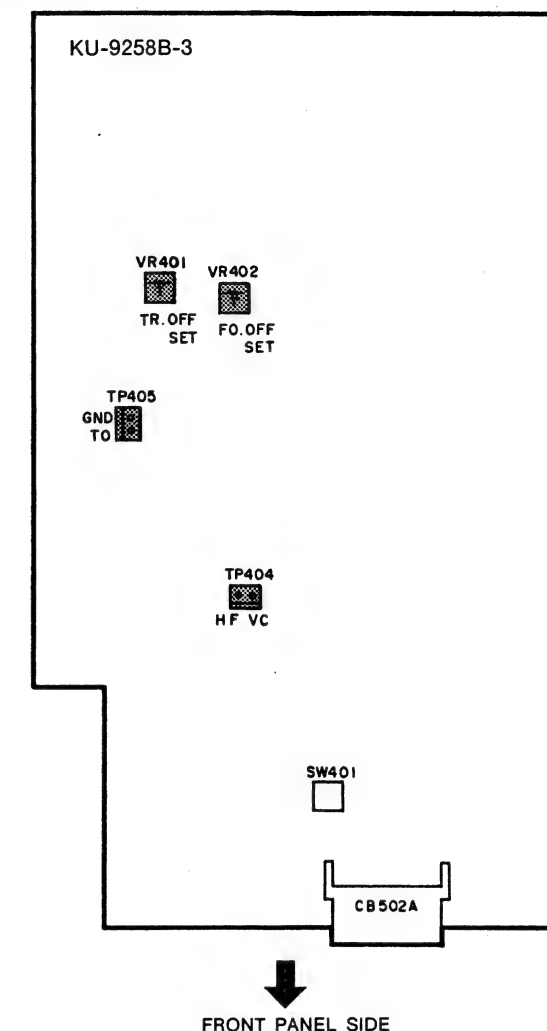 KU-9258B-3
VR401
VR402
TR.OFF
SET
FO.OFF
SET
TP405
GND
TO
TP404
HF VC
SW401
CB502A
FRONT PANEL SIDE